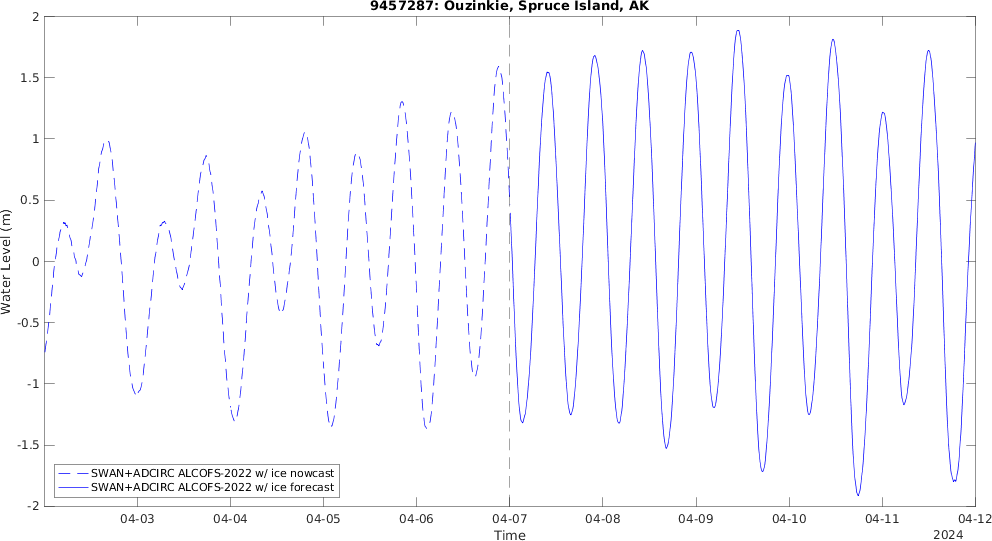 9457287: Ouzinkie, Spruce Island, AK
2
1.5
1
0.5
0
-0.5
-1
-1.5
-2
Water Level (m)
SWAN+ADCIRC ALCOFS-2022 w/ ice nowcast
SWAN+ADCIRC ALCOFS-2022 w/ ice forecast
04-03 04-04 04-05 04-06 04-07 04-08 04-09 04-10 04-11 04-12
Time
2024